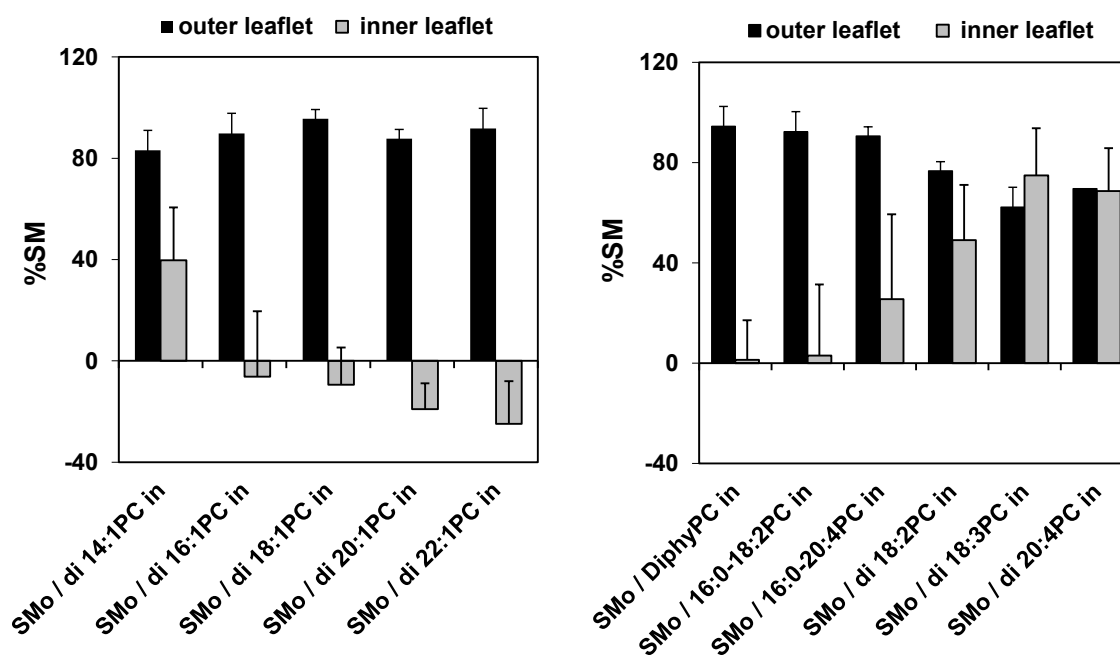 outer leaflet inner leaflet
120
80
40
0
-40
%SM
SMo / di 14:1PC in
SMo / di 16:1PC in
SMo / di 18:1PC in
SMo / di 20:1PC in
SMo / di 22:1PC in
outer leaflet inner leaflet
120
80
40
0
-40
%SM
SMo / DiphyPC in
SMo / 16:0-18:2PC in
SMo / 16:0-20:4PC in
SMo / di 18:2PC in
SMo / di 18:3PC in
SMo / di 20:4PC in